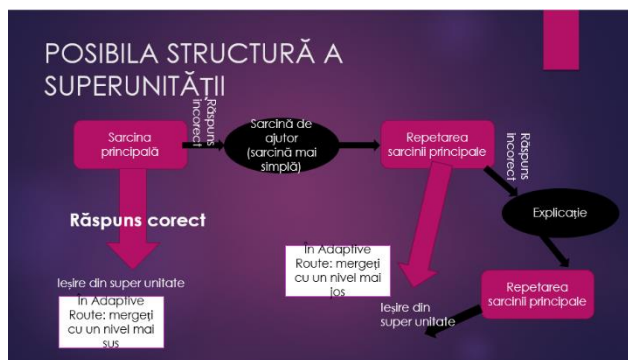 POSIBILA STRUCTURĂ A
SUPERUNITĂȚII
Sarcina
principală
Răspuns
incorect
Sarcină de
ajutor
(sarcină mai
simplă)
Repetarea
sarcinii principale
Răspuns
incorect
Explicație
Repetarea
sarcinii principale
Răspuns corect
Ieșire din super unitate
În Adaptive
Route: mergeți
cu un nivel mai
sus
În Adaptive
Route: mergeți
cu un nivel mai
jos
Ieșire din
super unitate